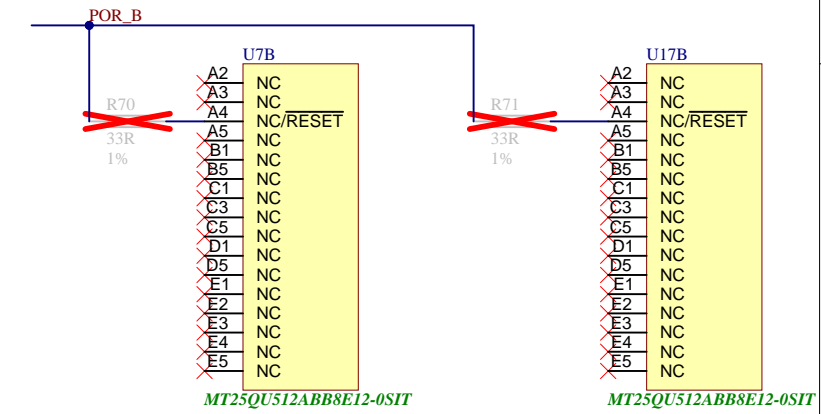 POR_B
U7B
U17B
R70
33R
1%
A2 NC
A3 NC
A4 NC/RESET
A5 NC
B1 NC
B5 NC
C1 NC
C3 NC
C5 NC
D1 NC
D5 NC
E1 NC
E2 NC
E3 NC
E4 NC
E5 NC
MT25QU512ABB8E12-0SIT
R71
33R
1%
A2 NC
A3 NC
A4 NC/RESET
A5 NC
B1 NC
B5 NC
C1 NC
C3 NC
C5 NC
D1 NC
D5 NC
E1 NC
E2 NC
E3 NC
E4 NC
E5 NC
MT25QU512ABB8E12-0SIT